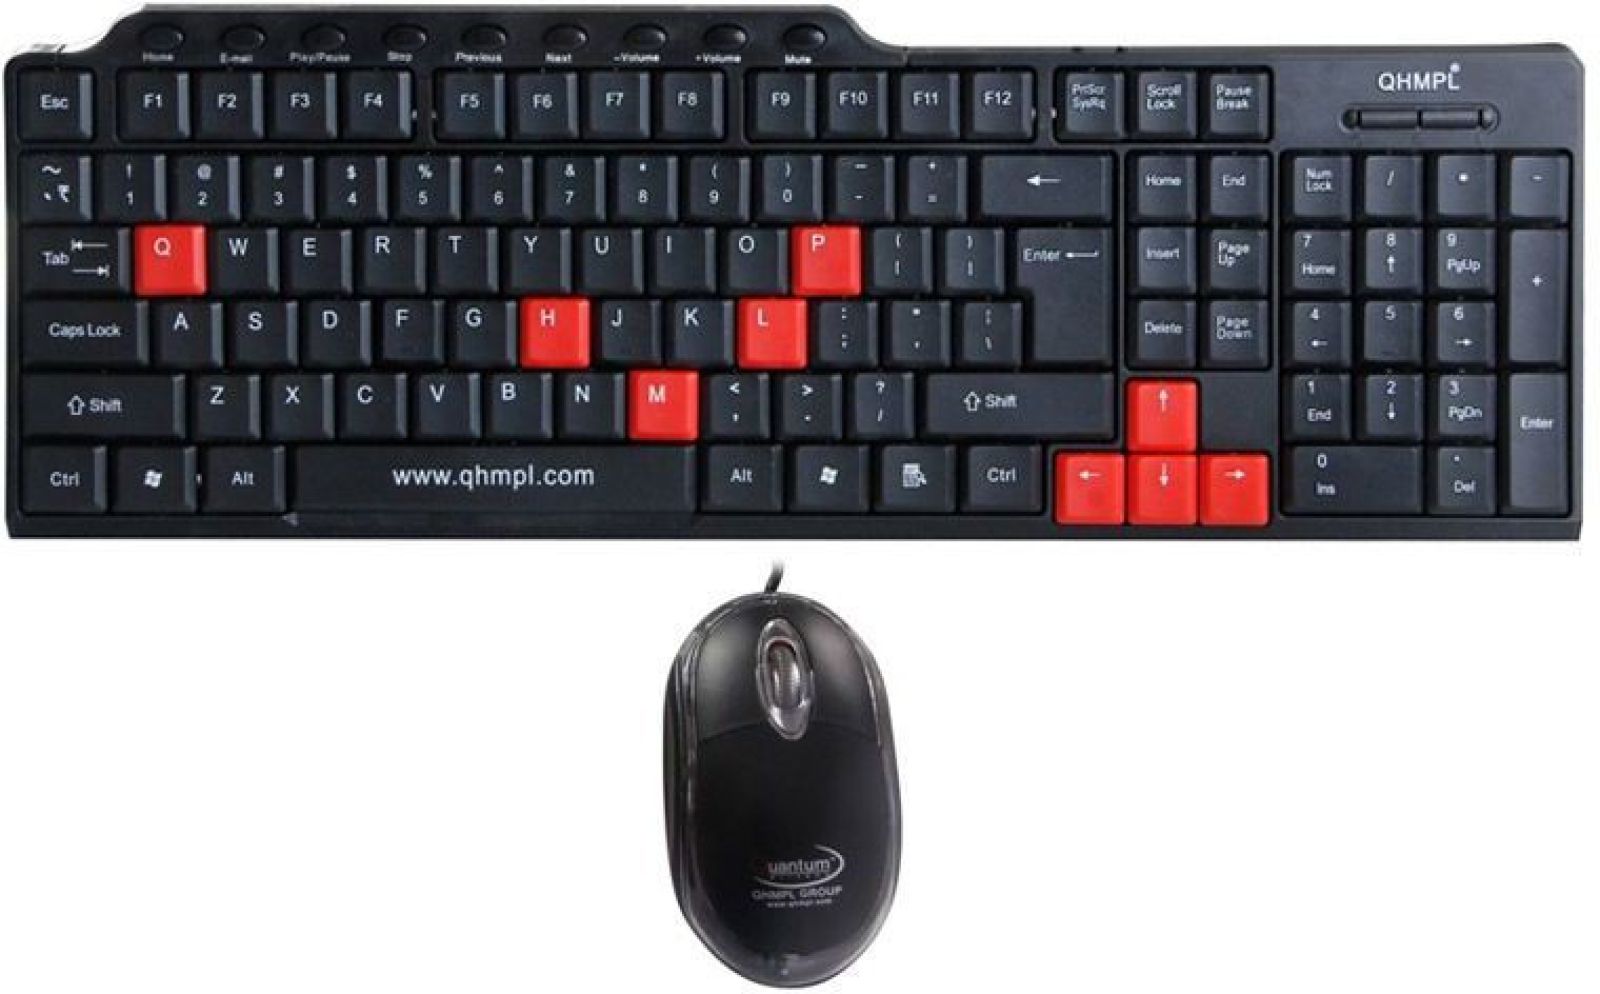 Home E-mail Play/Pause Stop Previous Next -Volume +Volume Mute
Esc F1 F2 F3 F4 F5 F6 F7 F8 F9 F10 F11 F12 PrtScr SysRq Scroll Lock Pause Break
QHMPL®
~ ` ₹ ! 1 @ 2 # 3 $ 4 % 5 ^ 6 & 7 * 8 ( 9 ) 0 _ - + = ← Home End Num Lock / * -
Tab Q W E R T Y U I O P { [ } ] Enter Insert Page Up 7 Home 8 ↑ 9 PgUp +
Caps Lock A S D F G H J K L : ; " ' | \ Delete Page Down 4 ← 5 6 →
⇧ Shift Z X C V B N M < , > . ? / ⇧ Shift ↑ 1 End 2 ↓ 3 PgDn Enter
Ctrl Alt www.qhmpl.com Alt Ctrl ← ↓ → 0 Ins . Del
Quantum
QHMPL GROUP
www.qhmpl.com